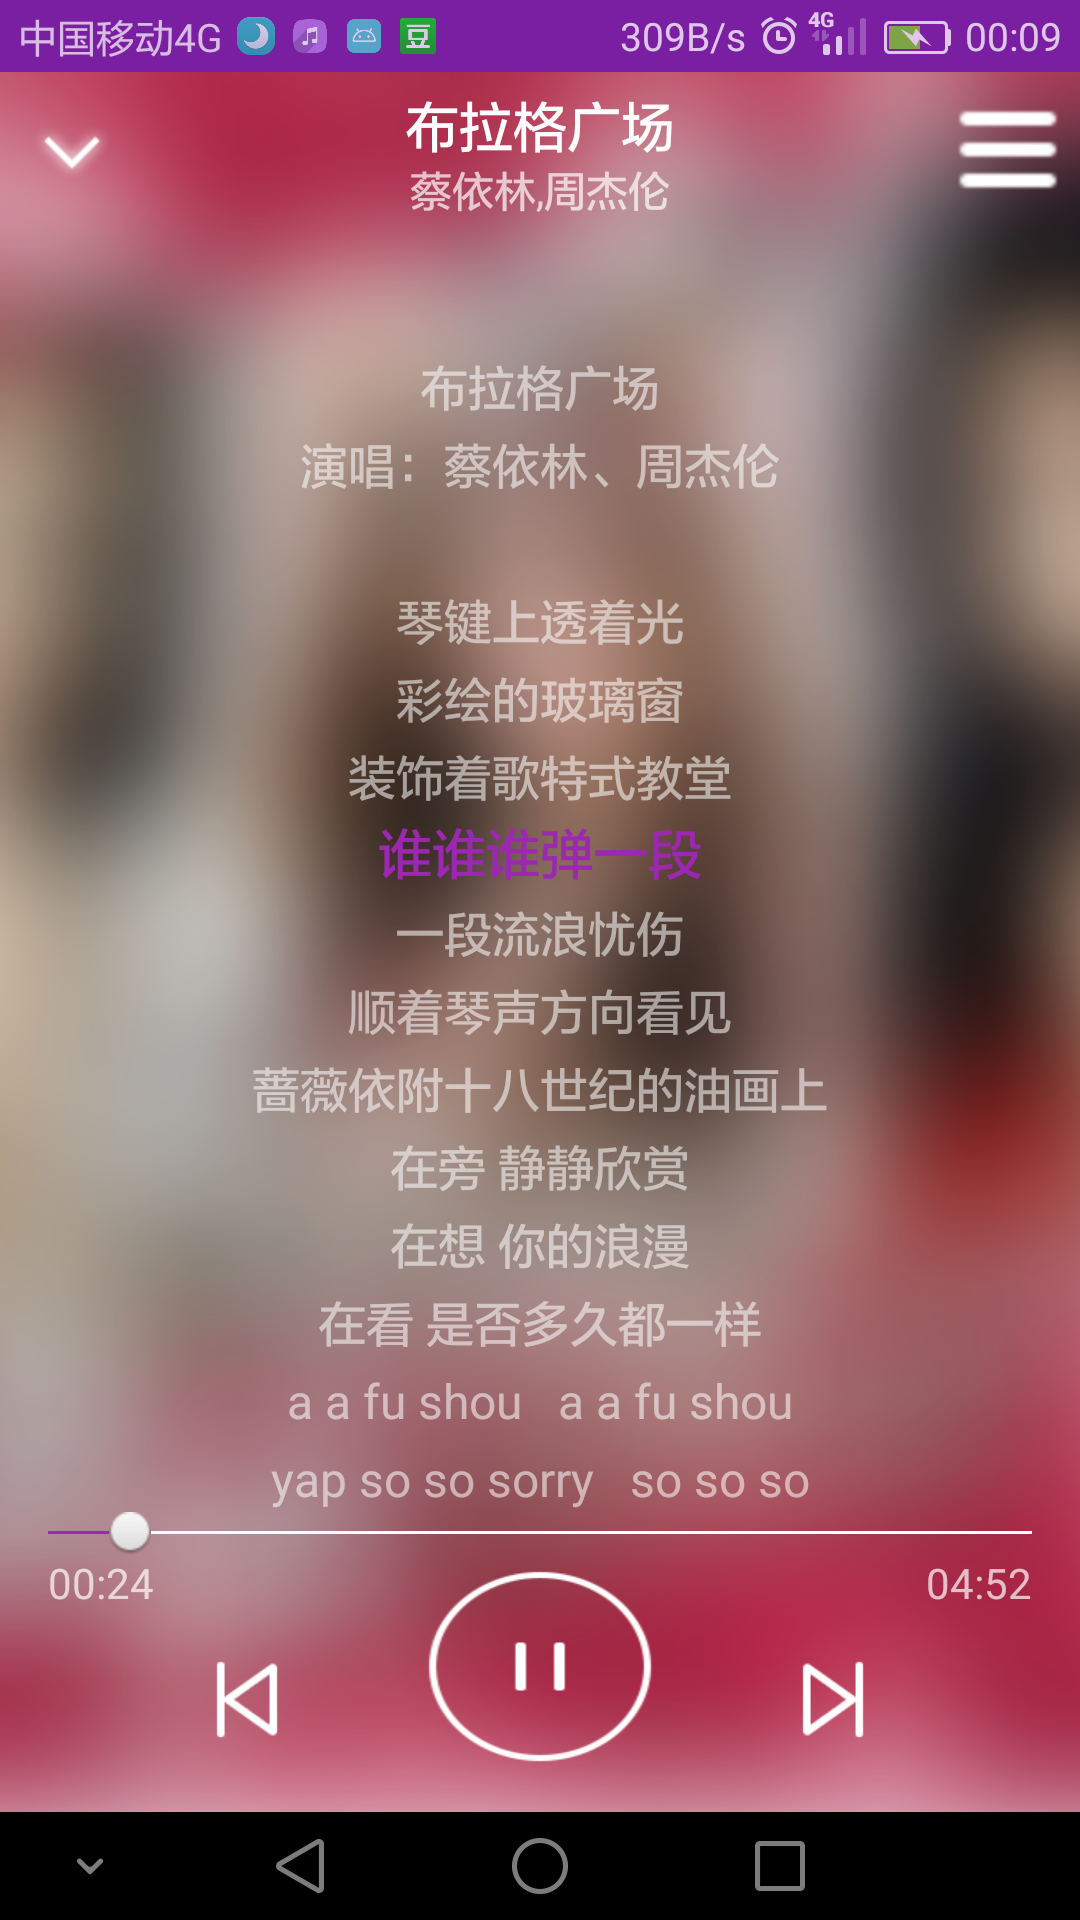 中国移动4G 豆 309B/s 4G 00:09
布拉格广场
蔡依林,周杰伦
布拉格广场
演唱：蔡依林、周杰伦
琴键上透着光
彩绘的玻璃窗
装饰着歌特式教堂
谁谁谁弹一段
一段流浪忧伤
顺着琴声方向看见
蔷薇依附十八世纪的油画上
在旁 静静欣赏
在想 你的浪漫
在看 是否多久都一样
a a fu shou   a a fu shou
yap so so sorry   so so so
00:24 04:52